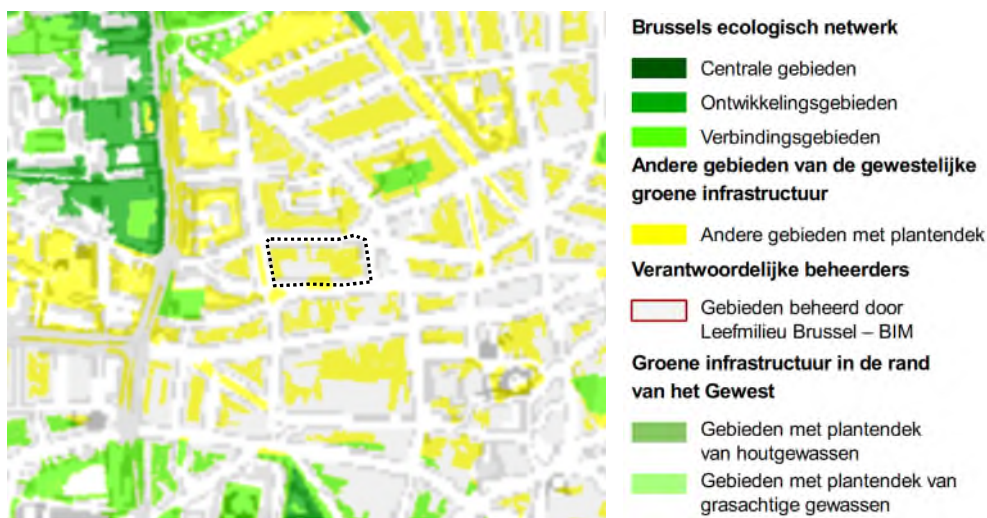 Brussels ecologisch netwerk
Centrale gebieden
Ontwikkelingsgebieden
Verbindingsgebieden
Andere gebieden van de gewestelijke
groene infrastructuur
Andere gebieden met plantendek
Verantwoordelijke beheerders
Gebieden beheerd door
Leefmilieu Brussel – BIM
Groene infrastructuur in de rand
van het Gewest
Gebieden met plantendek
van houtgewassen
Gebieden met plantendek van
grasachtige gewassen